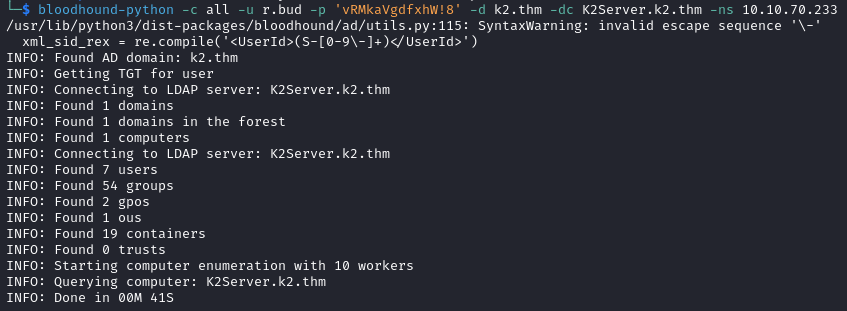 └─$ bloodhound-python -c all -u r.bud -p 'vRMkaVgdfxhW!8' -d k2.thm -dc K2Server.k2.thm -ns 10.10.70.233
/usr/lib/python3/dist-packages/bloodhound/ad/utils.py:115: SyntaxWarning: invalid escape sequence '\-'
  xml_sid_rex = re.compile('<UserId>(S-[0-9\-]+)</UserId>')
INFO: Found AD domain: k2.thm
INFO: Getting TGT for user
INFO: Connecting to LDAP server: K2Server.k2.thm
INFO: Found 1 domains
INFO: Found 1 domains in the forest
INFO: Found 1 computers
INFO: Connecting to LDAP server: K2Server.k2.thm
INFO: Found 7 users
INFO: Found 54 groups
INFO: Found 2 gpos
INFO: Found 1 ous
INFO: Found 19 containers
INFO: Found 0 trusts
INFO: Starting computer enumeration with 10 workers
INFO: Querying computer: K2Server.k2.thm
INFO: Done in 00M 41S